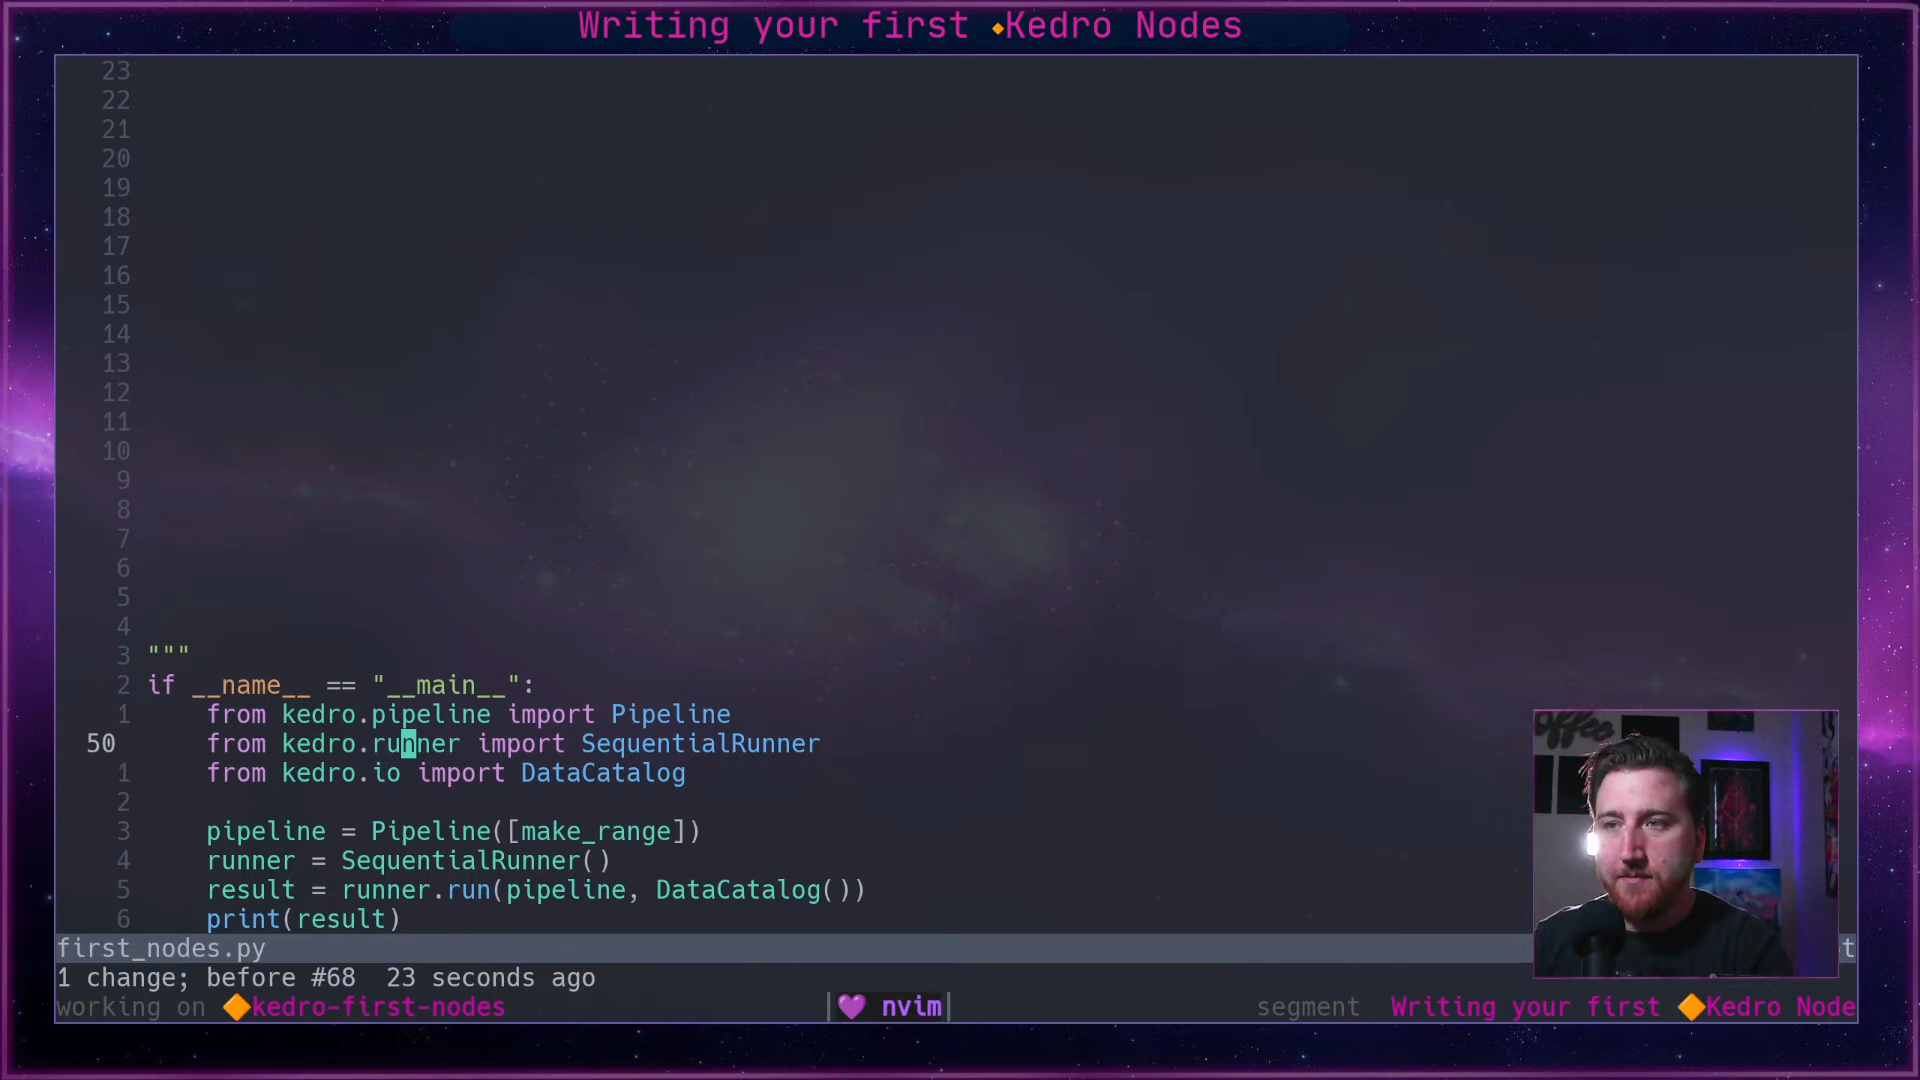 Writing your first 🔶Kedro Nodes
23
22
21
20
19
18
17
16
15
14
13
12
11
10
9
8
7
6
5
4
3 """
2 if __name__ == "__main__":
1 from kedro.pipeline import Pipeline
50 from kedro.runner import SequentialRunner
1 from kedro.io import DataCatalog
2
3 pipeline = Pipeline([make_range])
4 runner = SequentialRunner()
5 result = runner.run(pipeline, DataCatalog())
6 print(result)
first_nodes.py t
1 change; before #68 23 seconds ago
working on 🔶kedro-first-nodes |💜 nvim| segment Writing your first 🔶Kedro Node